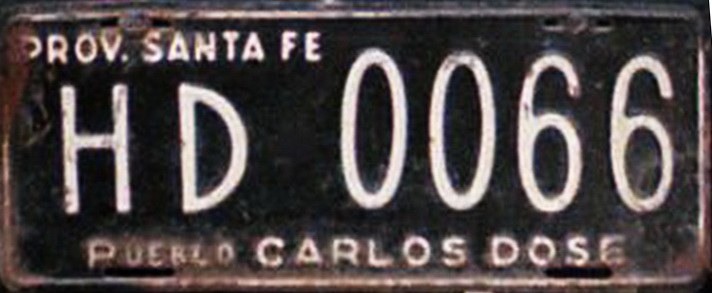 PROV. SANTA FE
HD 0066
PUEBLO CARLOS DOSE